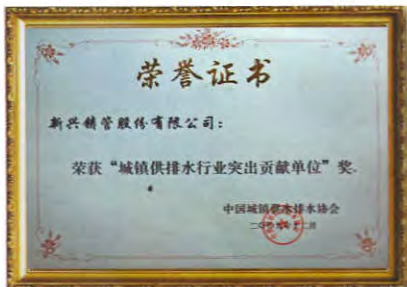 荣誉证书
新兴铸管股份有限公司：
荣获“城镇供排水行业突出贡献单位”奖。
中国城镇供水排水协会